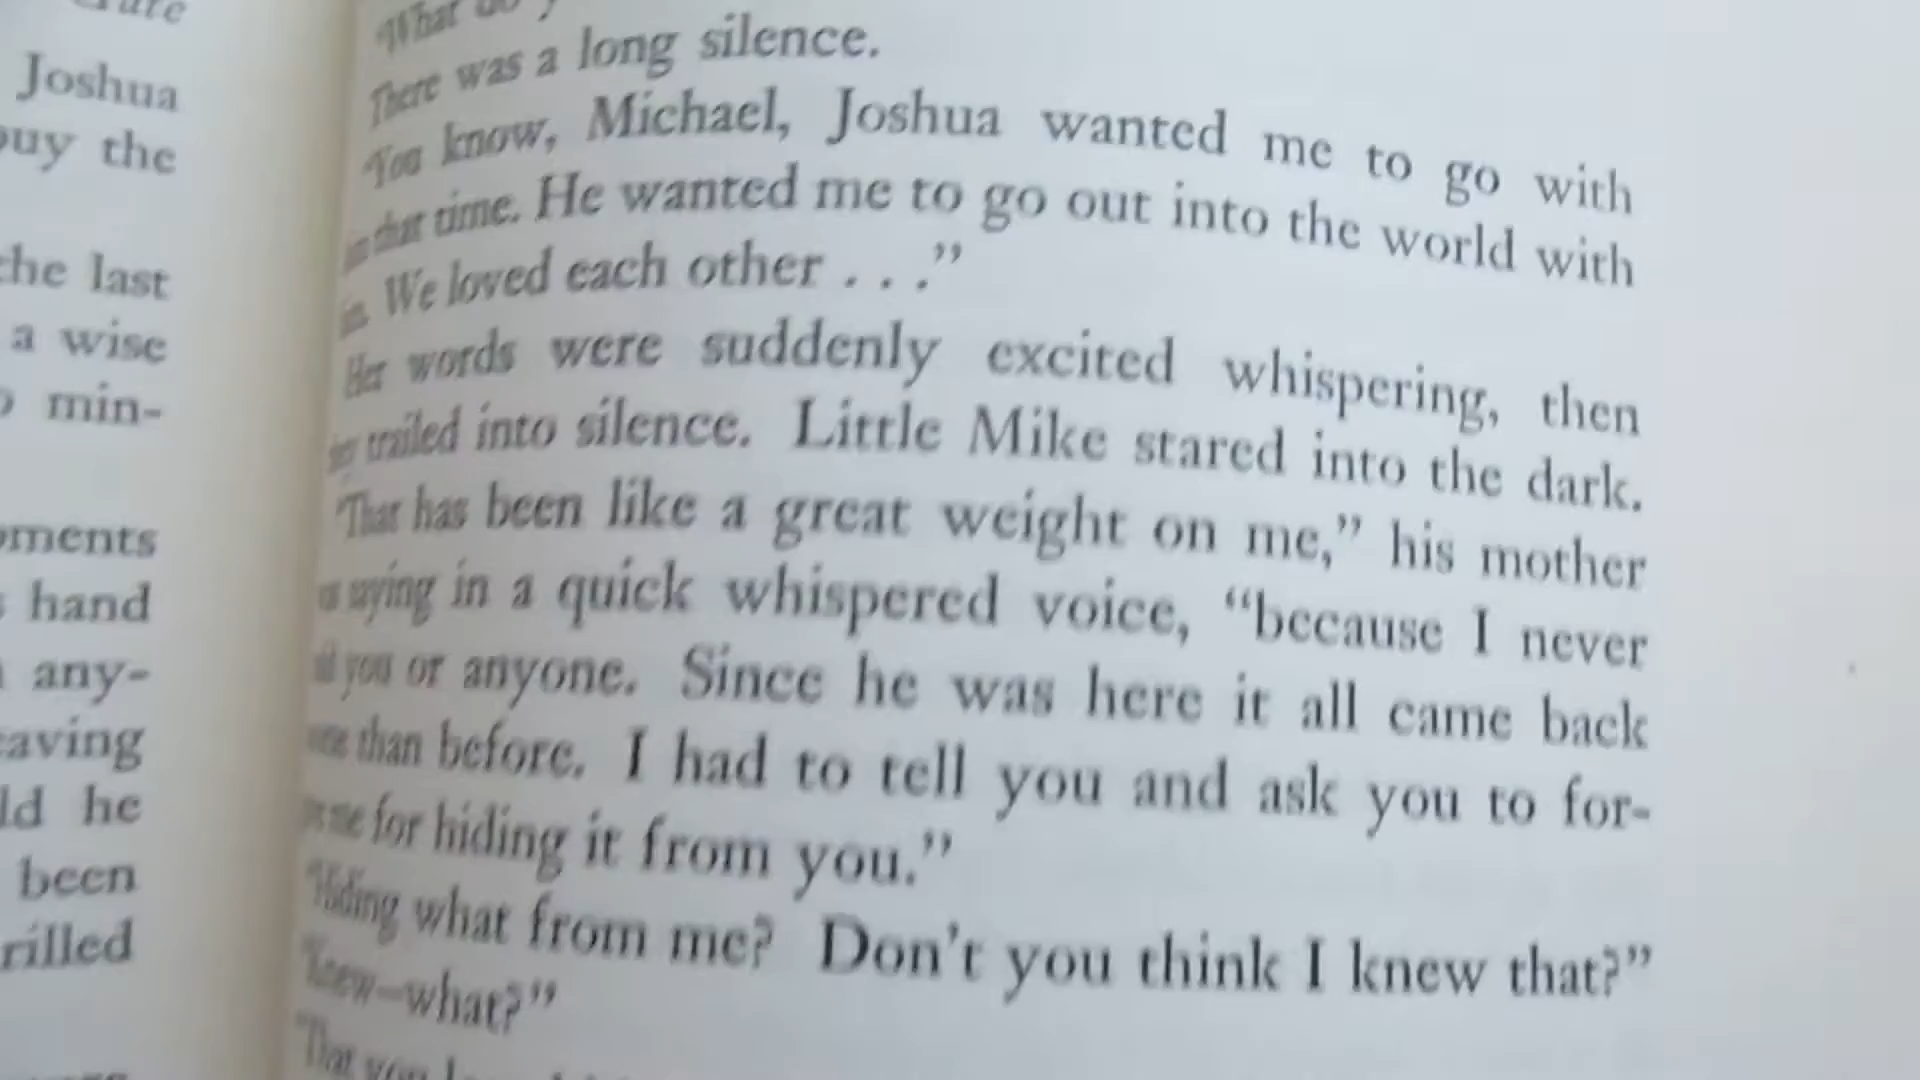 Joshua
the
the last
a wise
min-
hand
any-
he
been
"What do
There was a long silence.
"You know, Michael, Joshua wanted me to go with
that time. He wanted me to go out into the world with
We loved each other . . ."
Her words were suddenly excited whispering, then
trailed into silence. Little Mike stared into the dark.
"That has been like a great weight on me," his mother
saying in a quick whispered voice, "because I never
you or anyone. Since he was here it all came back
than before. I had to tell you and ask you to for-
me for hiding it from you."
"Hiding what from me? Don't you think I knew that?"
"Knew—what?"
"That you